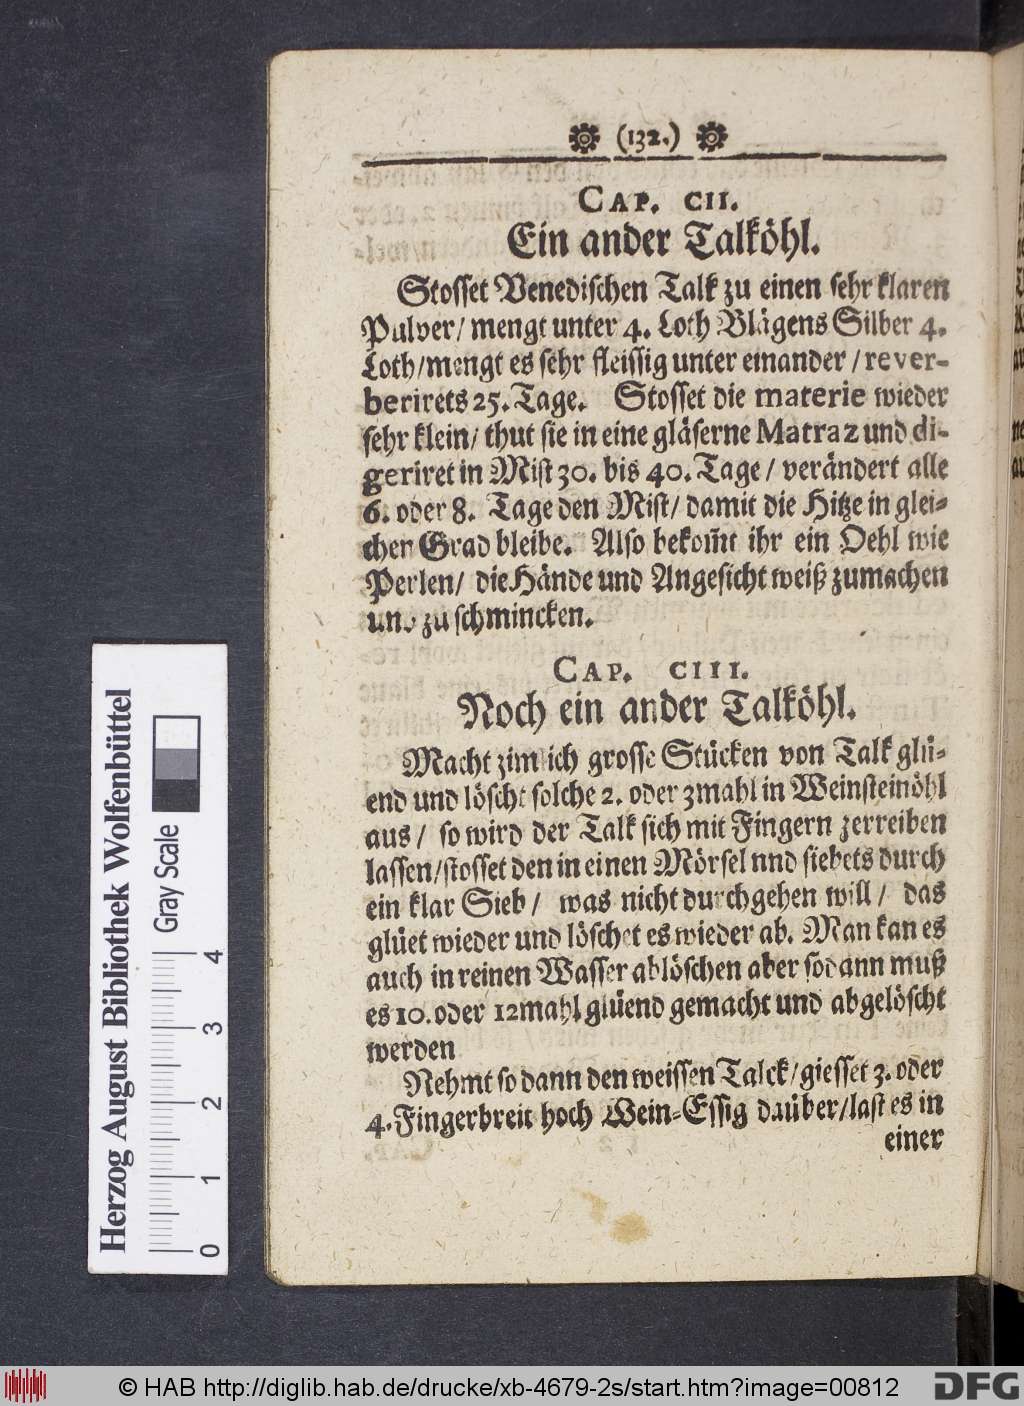 (132.)
CAP. CII.
Ein ander Talköhl.
Stosset Venedischen Talk zu einen sehr klaren
Pulver/ mengt unter 4. Loth Blägens Silber 4.
Loth/mengt es sehr fleissig unter einander / rever-
berirets 25. Tage. Stosset die materie wieder
sehr klein/ thut sie in eine gläserne Matraz und di-
geriret in Mist 30. bis 40. Tage / verändert alle
6. oder 8. Tage den Mist/ damit die Hitze in glei-
chen Grad bleibe. Also bekom̃t ihr ein Oehl wie
Perlen/ die Hände und Angesicht weiß zumachen
und zu schmincken.
CAP. CIII.
Noch ein ander Talköhl.
Macht zimlich grosse Stücken von Talk glü-
end und löscht solche 2. oder 3mahl in Weinsteinöhl
aus/ so wird der Talk sich mit Fingern zerreiben
lassen/stosset den in einen Mörsel nnd siebets durch
ein klar Sieb/ was nicht durchgehen will/ das
glüet wieder und löschet es wieder ab. Man kan es
auch in reinen Wasser ablöschen aber sodann muß
es 10. oder 12mahl glüend gemacht und abgelöscht
werden
Nehmt so dann den weissen Talck/giesset 3. oder
4. Fingerbreit hoch Wein-Essig daüber/last es in
einer
Herzog August Bibliothek Wolfenbüttel
Gray Scale
0 1 2 3 4
© HAB http://diglib.hab.de/drucke/xb-4679-2s/start.htm?image=00812
DFG